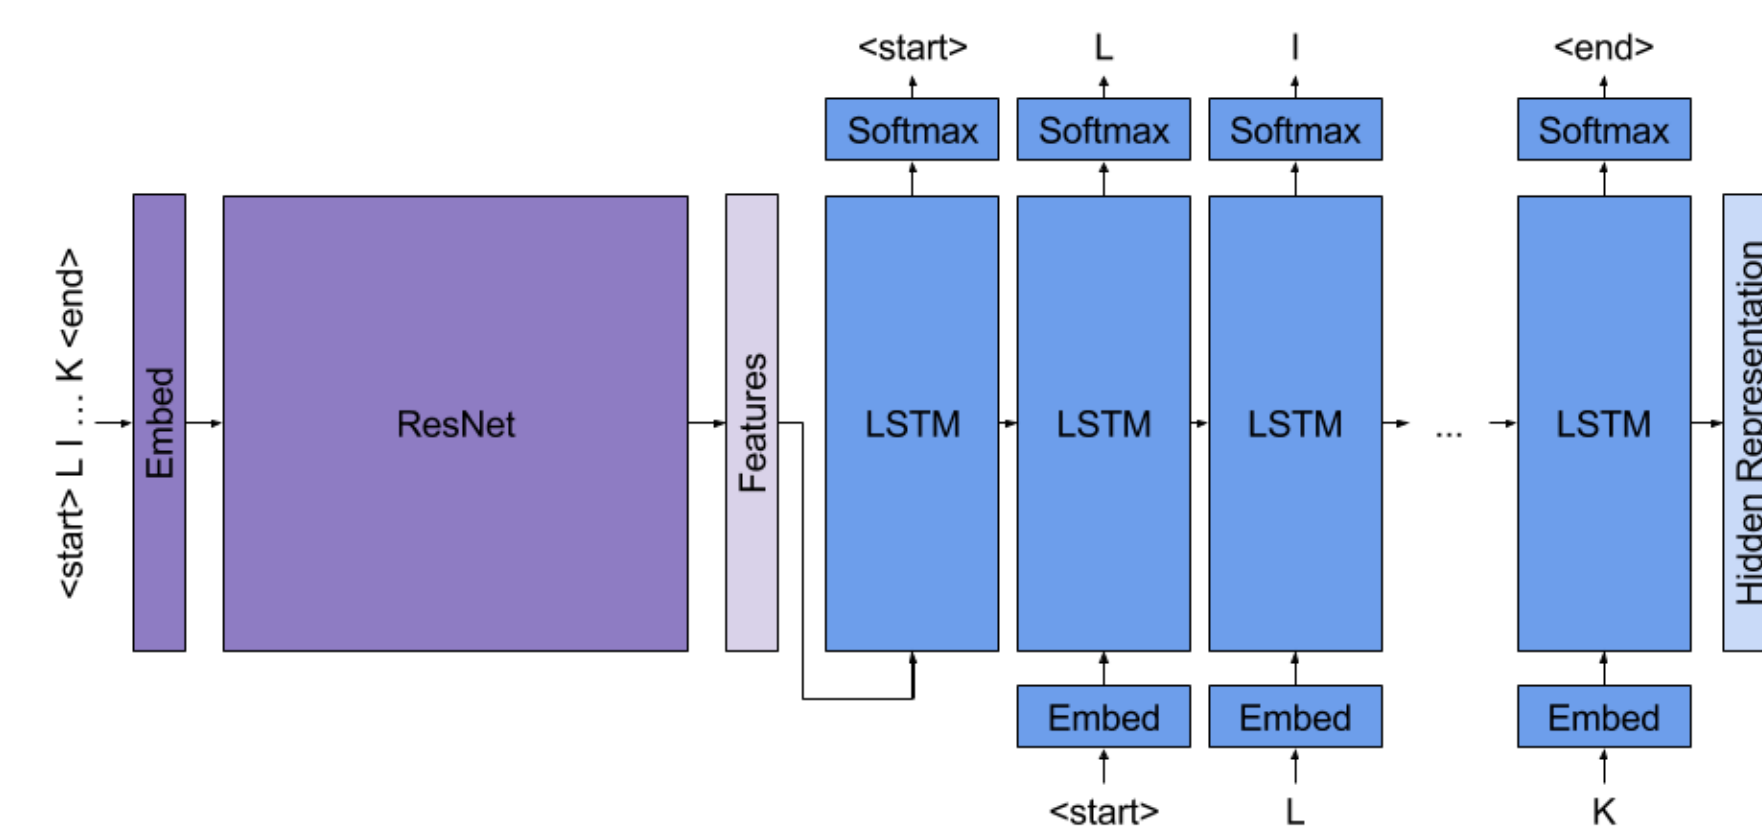 <start> L I <end>
Softmax Softmax Softmax Softmax
<start> L I … K <end>
Embed
ResNet
Features
LSTM LSTM LSTM ... LSTM
Hidden Representation
Embed Embed Embed
<start> L K